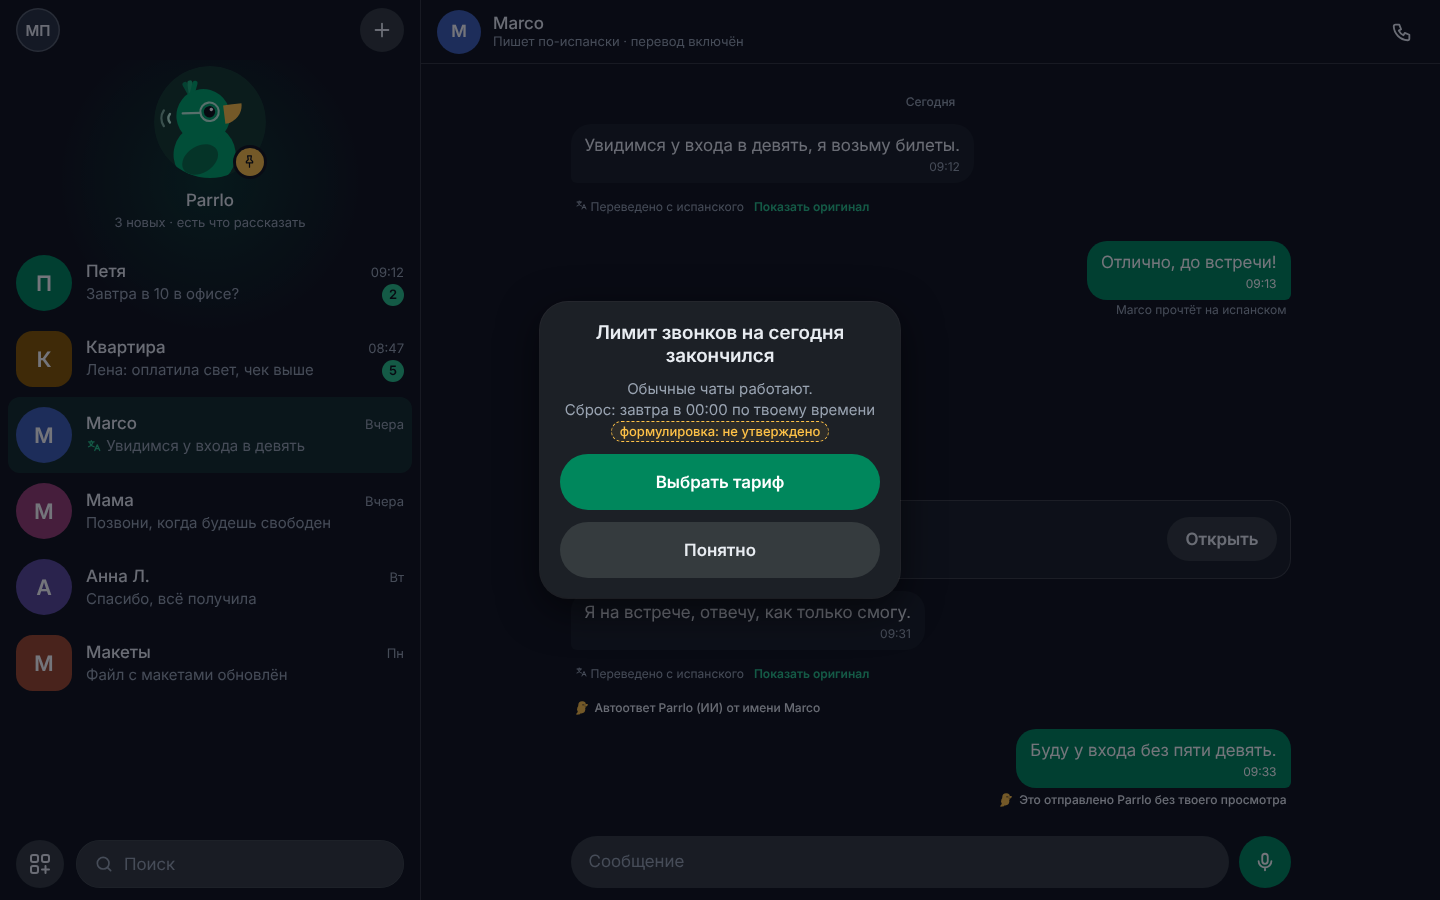 МП
Parrlo
3 новых · есть что рассказать
Петя
09:12
Завтра в 10 в офисе?
2
К
Квартира
08:47
Лена: оплатила свет, чек выше
5
П
М
Marco
Вчера
Увидимся у входа в девять
М
Мама
Вчера
Позвони, когда будешь свободен
А
Анна Л.
Вт
Спасибо, всё получила
М
Макеты
Пн
Файл с макетами обновлён
Поиск
M
Marco
Пишет по-испански · перевод включён
Сегодня
Увидимся у входа в девять, я возьму билеты.
09:12
Переведено с испанского Показать оригинал
Отлично, до встречи!
09:13
Marco прочтёт на испанском
Лимит звонков на сегодня
закончился
Обычные чаты работают.
Сброс: завтра в 00:00 по твоему времени
формулировка: не утверждено
Выбрать тариф
Понятно
Открыть
Я на встрече, отвечу, как только смогу.
09:31
Переведено с испанского Показать оригинал
Автоответ Parrlo (ИИ) от имени Marco
Буду у входа без пяти девять.
09:33
Это отправлено Parrlo без твоего просмотра
Сообщение